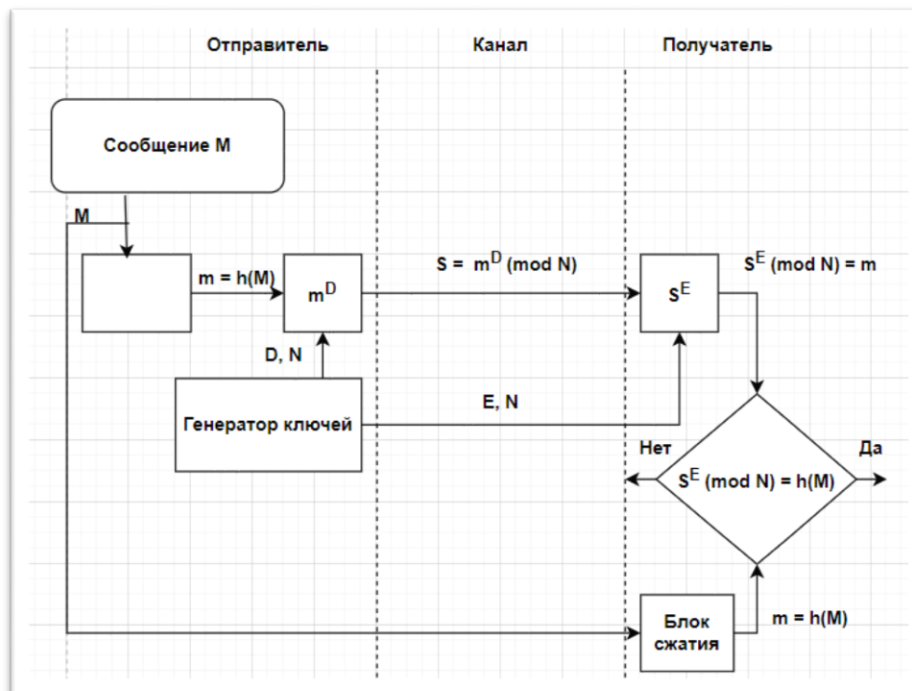 Отправитель Канал Получатель
Сообщение М
М
m = h(M)
m^D
S = m^D (mod N)
S^E
S^E (mod N) = m
D, N
Генератор ключей
E, N
Нет
Да
S^E (mod N) = h(M)
Блок
сжатия
m = h(M)